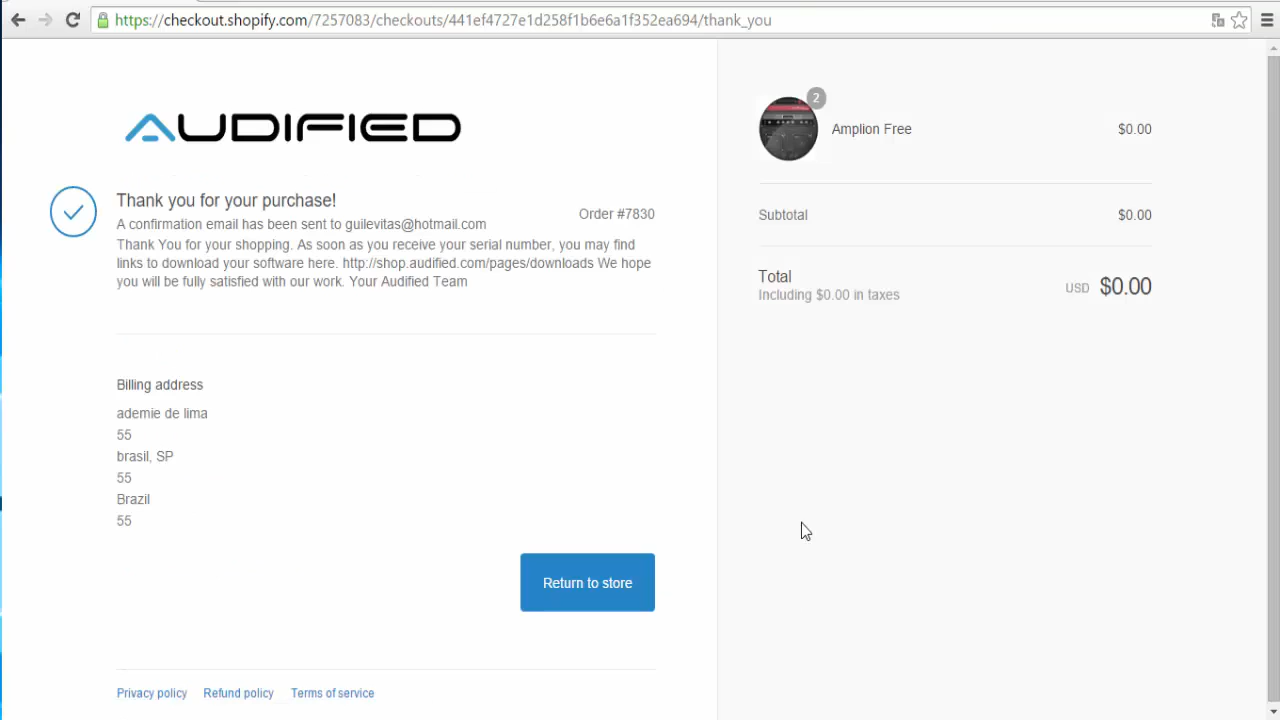 https://checkout.shopify.com/7257083/checkouts/441ef4727e1d258f1b6e6a1f352ea694/thank_you
AUDIFIED
Thank you for your purchase!
A confirmation email has been sent to guilevitas@hotmail.com
Order #7830
Thank You for your shopping. As soon as you receive your serial number, you may find
links to download your software here. http://shop.audified.com/pages/downloads We hope
you will be fully satisfied with our work. Your Audified Team
Billing address
ademie de lima
55
brasil, SP
55
Brazil
55
Return to store
Privacy policy Refund policy Terms of service
2
Amplion Free $0.00
Subtotal $0.00
Total
Including $0.00 in taxes
USD $0.00